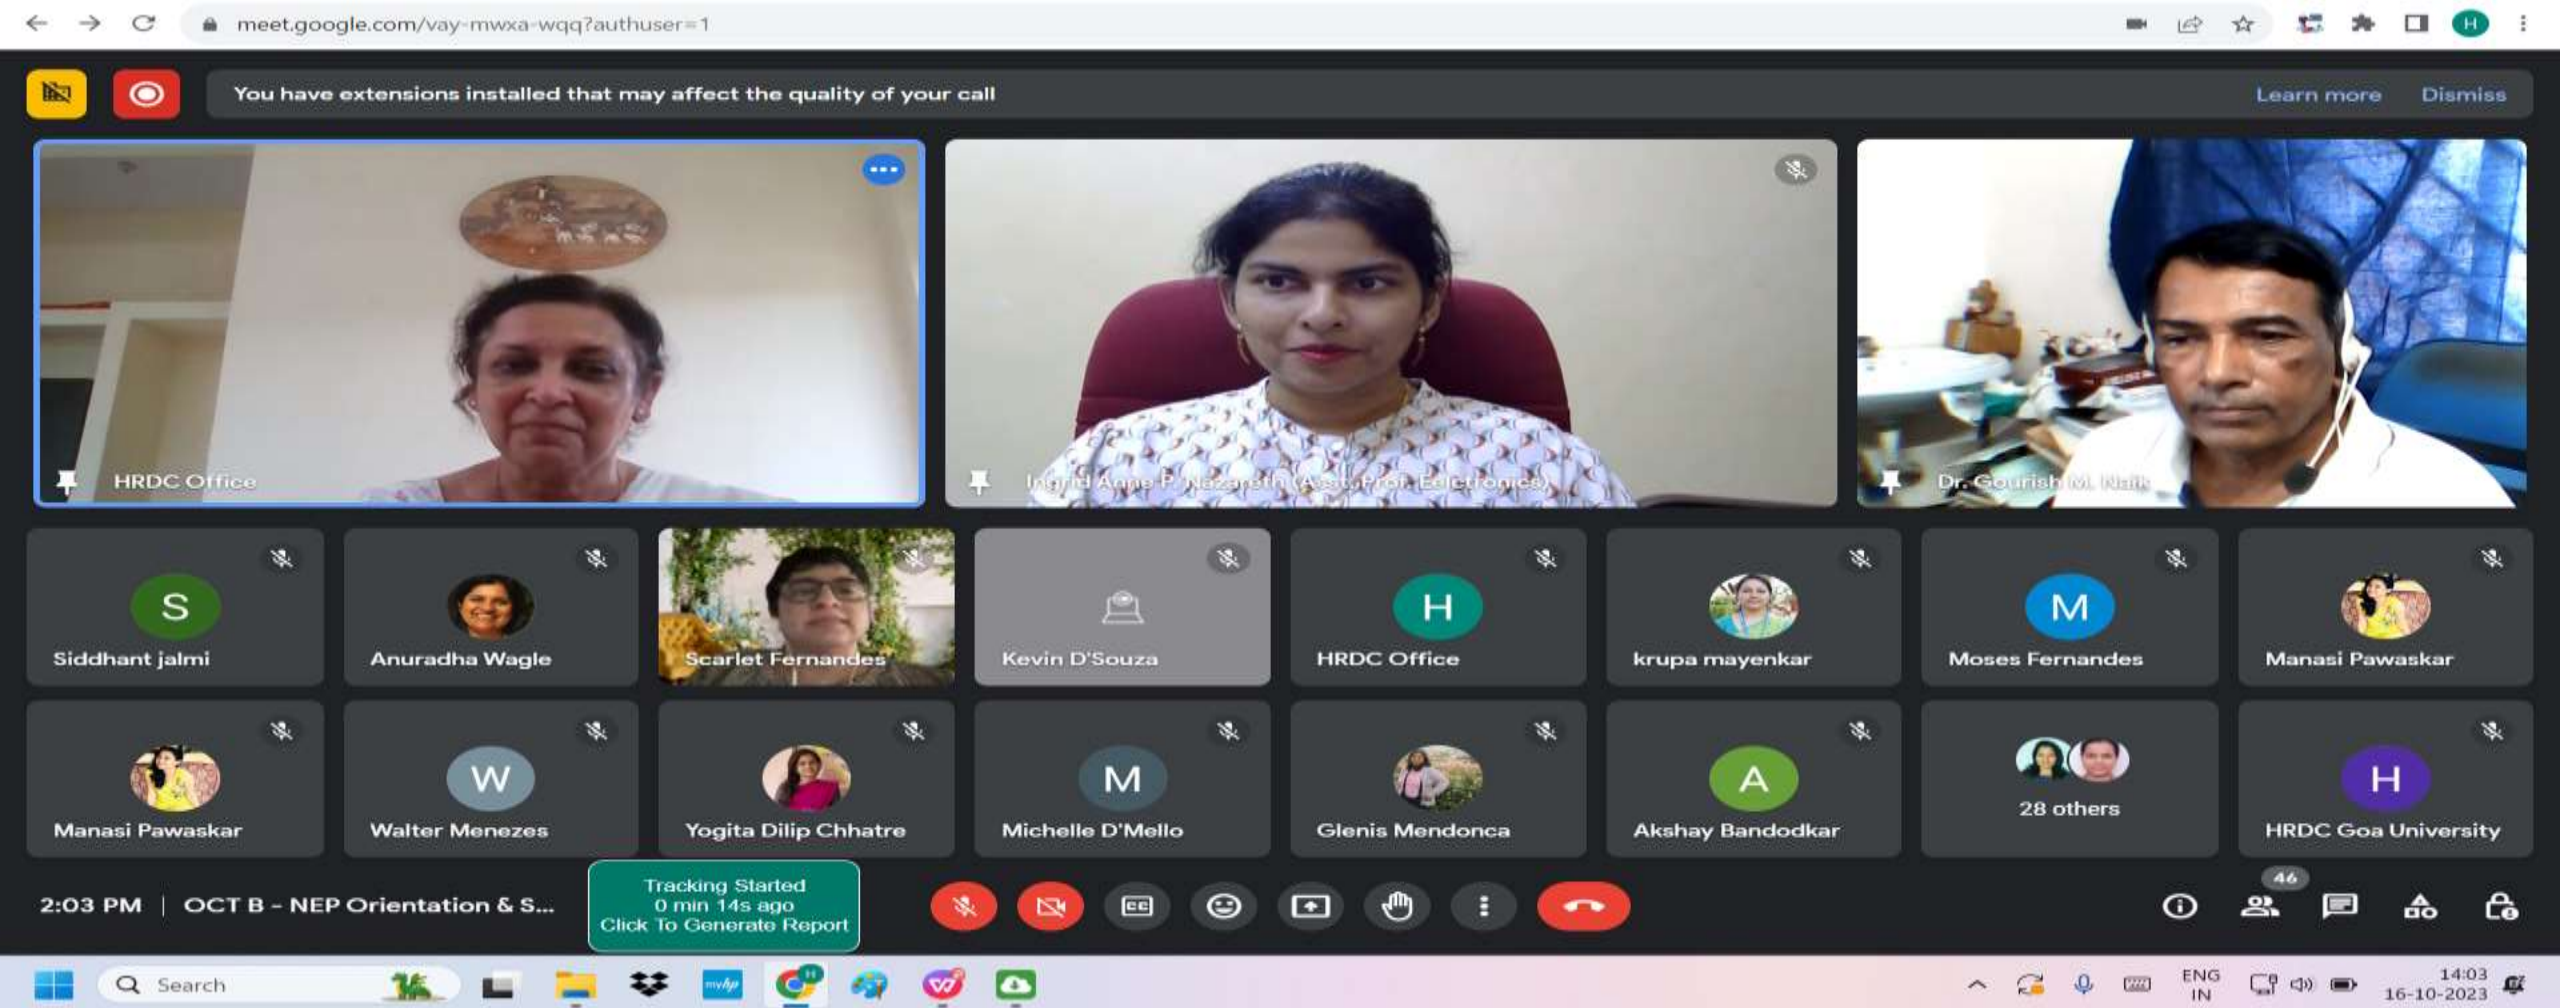 meet.google.com/vay-mwxa-wqq?authuser=1
H
You have extensions installed that may affect the quality of your call
Learn more
Dismiss
HRDC Office
Ingrid Anne P. Nazareth (Asst. Prof.
Dr. Gourish M. Naik
S
H
M
Siddhant jalmi
Anuradha Wagle
Scarlet Fernandes
Kevin D'Souza
HRDC Office
krupa mayenkar
Moses Fernandes
Manasi Pawaskar
W
M
A
28 others
H
Manasi Pawaskar
Walter Menezes
Yogita Dilip Chhatre
Michelle D'Mello
Glenis Mendonca
Akshay Bandodkar
HRDC Goa University
2:03 PM | OCT B - NEP Orientation & S...
Tracking Started
0 min 14s ago
Click To Generate Report
CC
46
Search
myhp
H
ENG
IN
14:03
16-10-2023